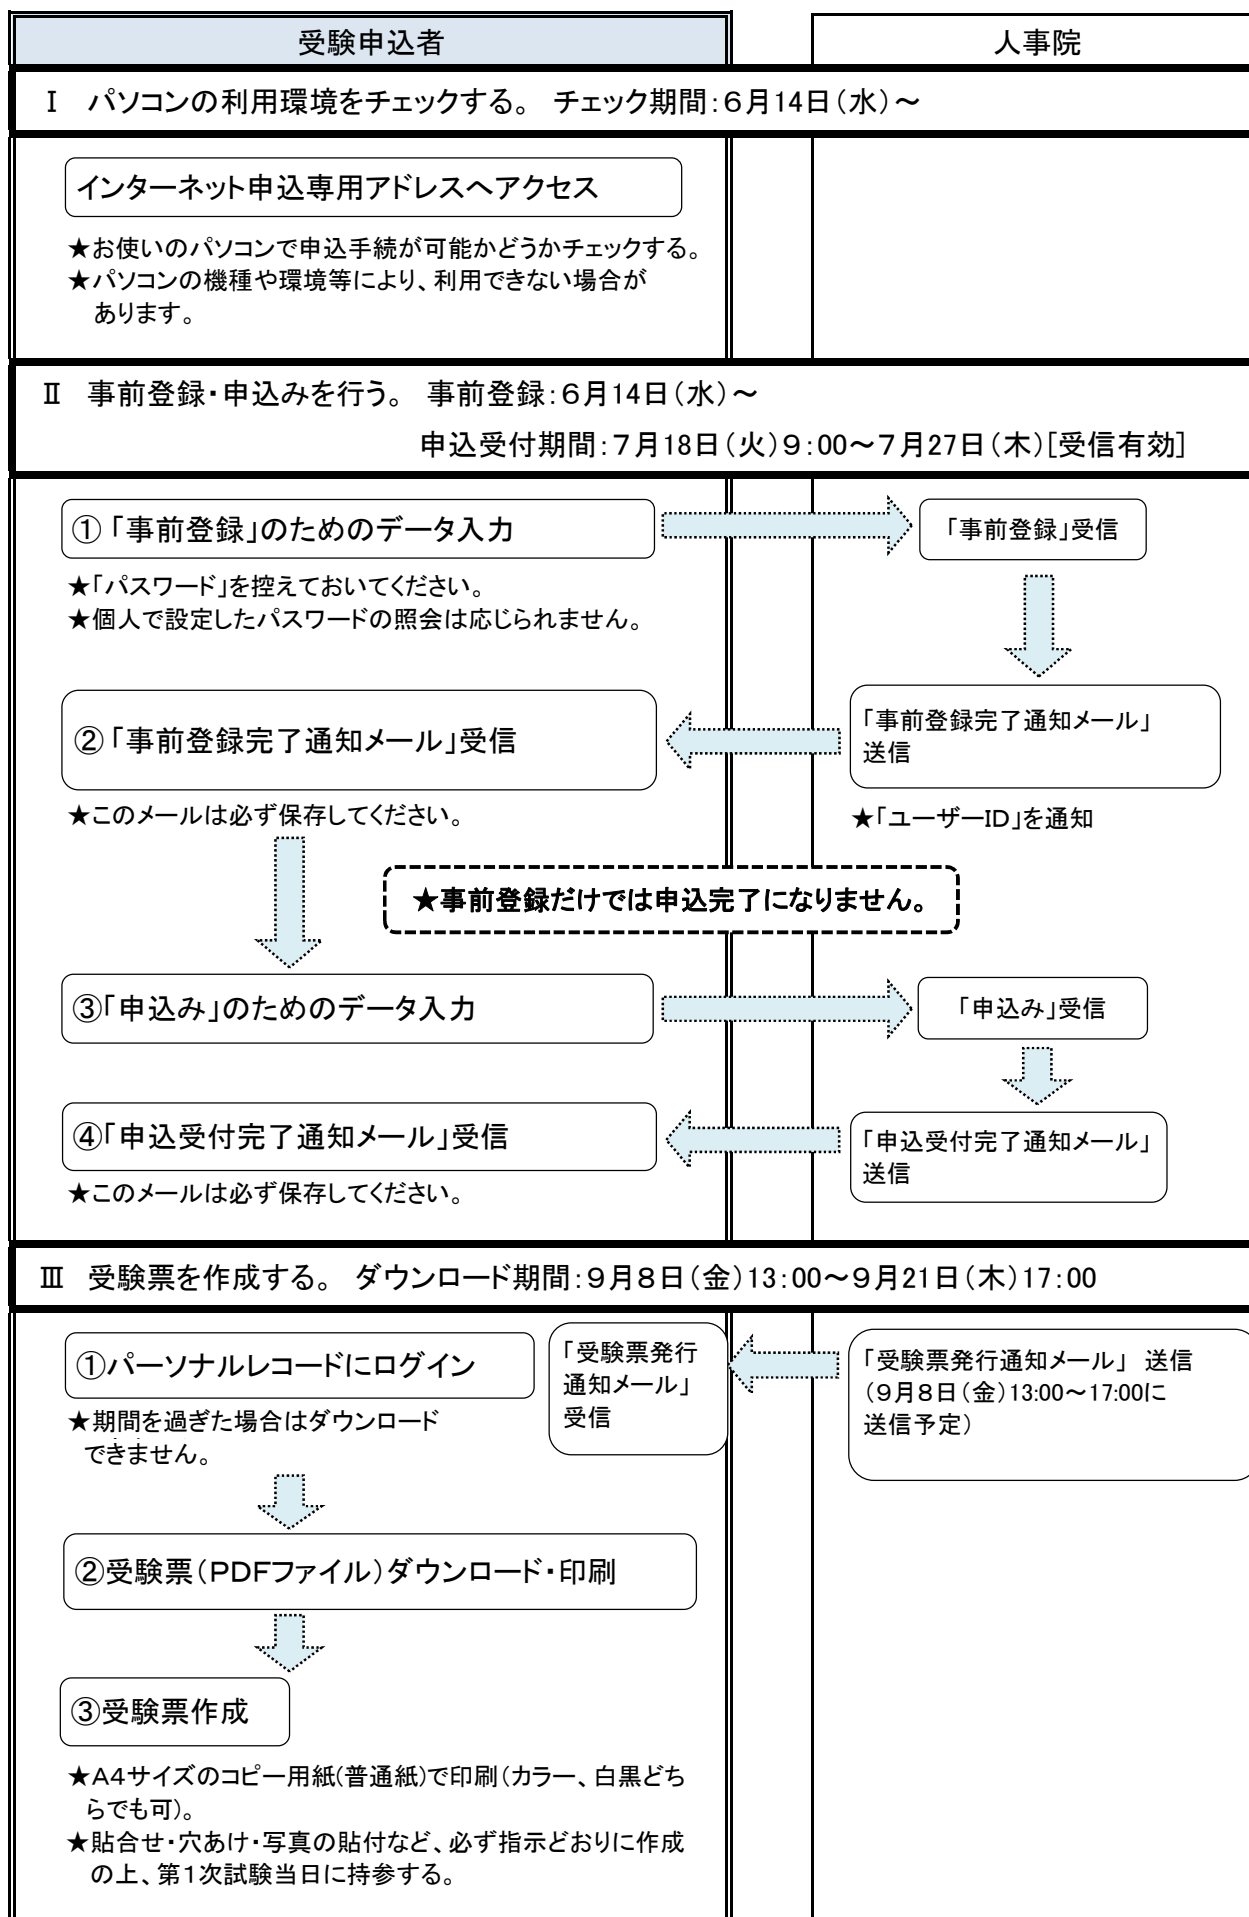 受験申込者
人事院
Ⅰ　パソコンの利用環境をチェックする。　チェック期間：６月14日（水）～
インターネット申込専用アドレスへアクセス
★お使いのパソコンで申込手続が可能かどうかチェックする。
★パソコンの機種や環境等により、利用できない場合が
あります。
Ⅱ　事前登録・申込みを行う。　事前登録：６月14日（水）～
申込受付期間：７月18日（火）９：00～７月27日（木）[受信有効]
①「事前登録」のためのデータ入力
「事前登録」受信
★「パスワード」を控えておいてください。
★個人で設定したパスワードの照会は応じられません。
②「事前登録完了通知メール」受信
「事前登録完了通知メール」
送信
★このメールは必ず保存してください。
★「ユーザーID」を通知
★事前登録だけでは申込完了になりません。
③「申込み」のためのデータ入力
「申込み」受信
④「申込受付完了通知メール」受信
「申込受付完了通知メール」
送信
★このメールは必ず保存してください。
Ⅲ　受験票を作成する。　ダウンロード期間：９月８日（金）13：00～９月21日（木）17：00
①パーソナルレコードにログイン
「受験票発行
通知メール」
受信
「受験票発行通知メール」　送信
（９月８日（金）13:00～17:00に
送信予定）
★期間を過ぎた場合はダウンロード
できません。
②受験票（PDFファイル）ダウンロード・印刷
③受験票作成
★A4サイズのコピー用紙(普通紙)で印刷（カラー、白黒どち
らでも可）。
★貼合せ・穴あけ・写真の貼付など、必ず指示どおりに作成
の上、第１次試験当日に持参する。